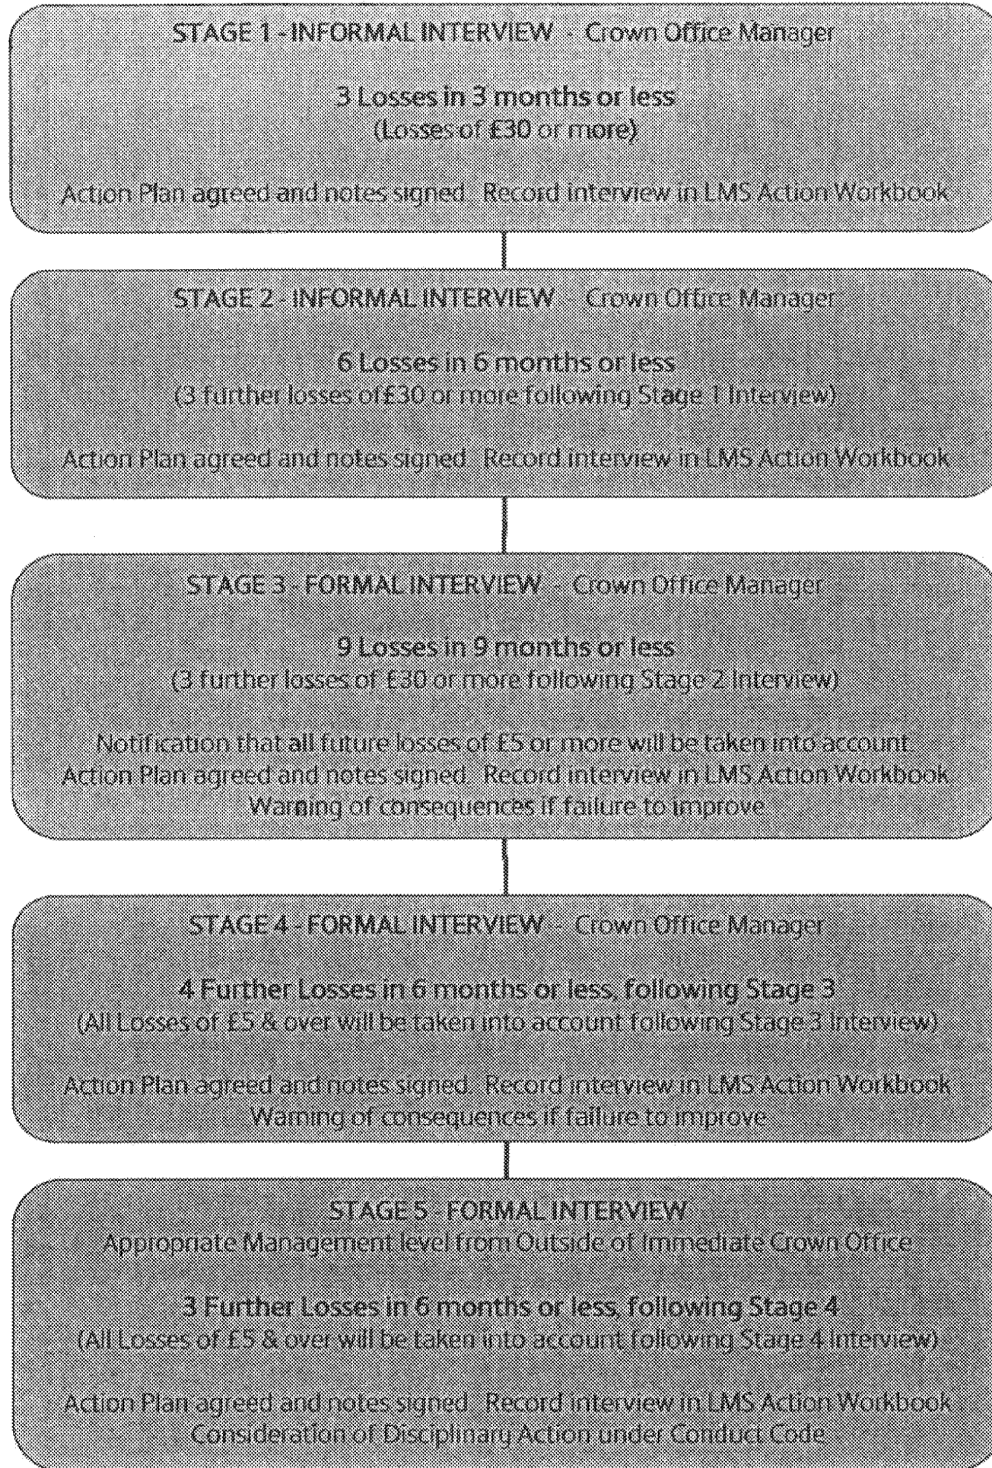 STAGE 1 - INFORMAL INTERVIEW - Crown Office Manager
3 Losses in 3 months or less
(Losses of £30 or more)
Action Plan agreed and notes signed. Record interview in LMS Action Workbook
STAGE 2 - INFORMAL INTERVIEW - Crown Office Manager
6 Losses in 6 months or less
(3 further losses of £30 or more following Stage 1 Interview)
Action Plan agreed and notes signed. Record interview in LMS Action Workbook
STAGE 3 - FORMAL INTERVIEW - Crown Office Manager
9 Losses in 9 months or less
(3 further losses of £30 or more following Stage 2 Interview)
Notification that all future losses of £5 or more will be taken into account.
Action Plan agreed and notes signed. Record interview in LMS Action Workbook
Warning of consequences if failure to improve
STAGE 4 - FORMAL INTERVIEW - Crown Office Manager
4 Further Losses in 6 months or less, following Stage 3
(All Losses of £5 & over will be taken into account following Stage 3 Interview)
Action Plan agreed and notes signed. Record interview in LMS Action Workbook
Warning of consequences if failure to improve
STAGE 5 - FORMAL INTERVIEW
Appropriate Management level from Outside of Immediate Crown Office
3 Further Losses in 6 months or less, following Stage 4
(All Losses of £5 & over will be taken into account following Stage 4 Interview)
Action Plan agreed and notes signed. Record interview in LMS Action Workbook
Consideration of Disciplinary Action under Conduct Code